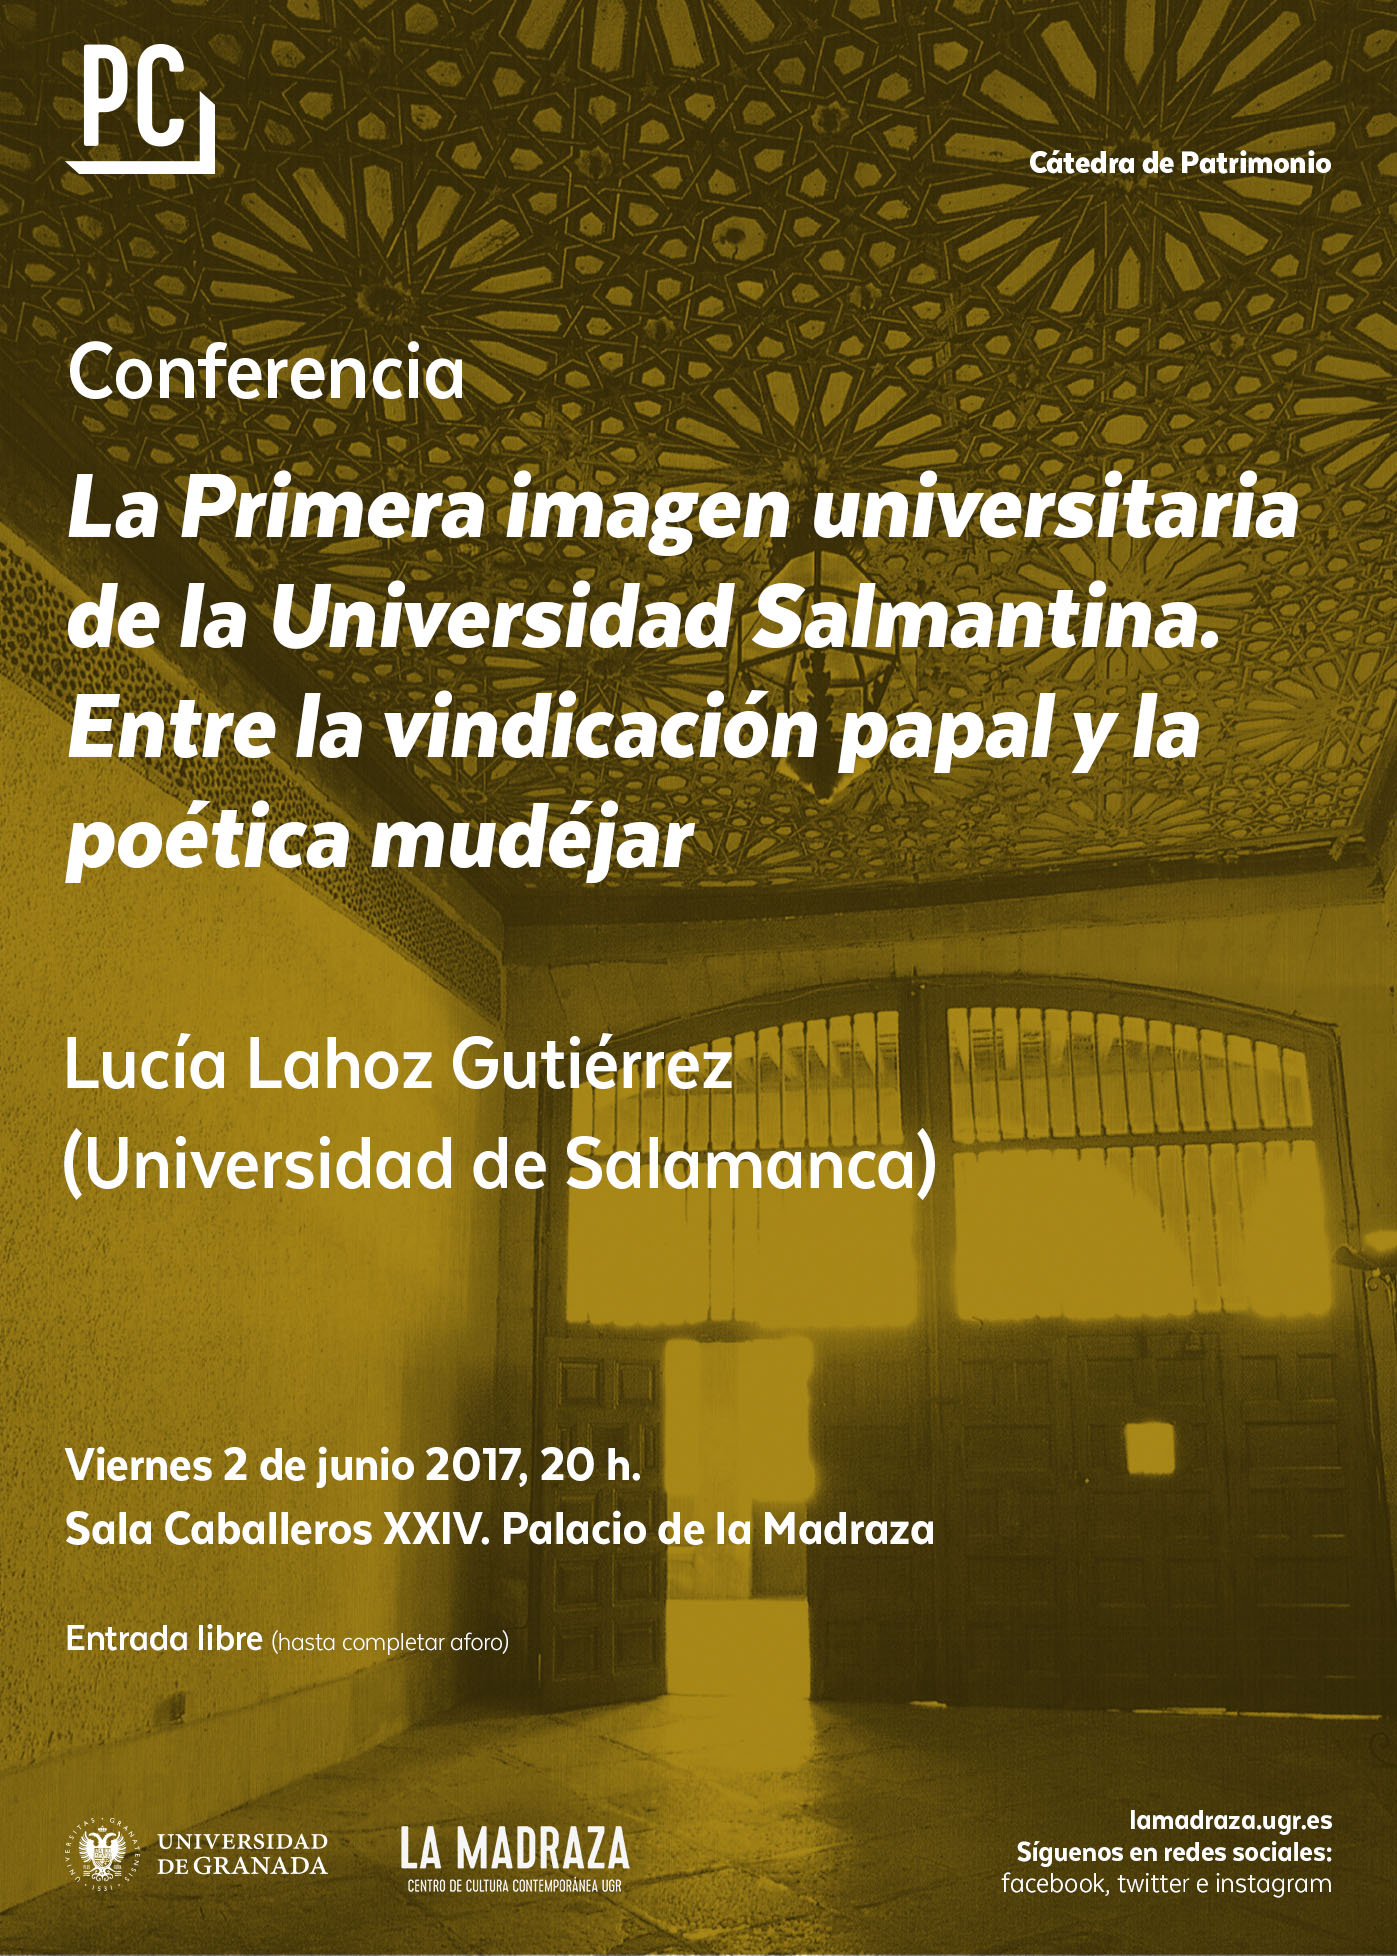 PC
Cátedra de Patrimonio
Conferencia
La Primera imagen universitaria
de la Universidad Salmantina.
Entre la vindicación papal y la
poética mudéjar
Lucía Lahoz Gutiérrez
(Universidad de Salamanca)
Viernes 2 de junio 2017, 20 h.
Sala Caballeros XXIV. Palacio de la Madraza
Entrada libre (hasta completar aforo)
UNIVERSITAS · GRANATENSIS · 1531 ·
UNIVERSIDAD
DE GRANADA
LA MADRAZA
CENTRO DE CULTURA CONTEMPORÁNEA UGR
lamadraza.ugr.es
Síguenos en redes sociales:
facebook, twitter e instagram